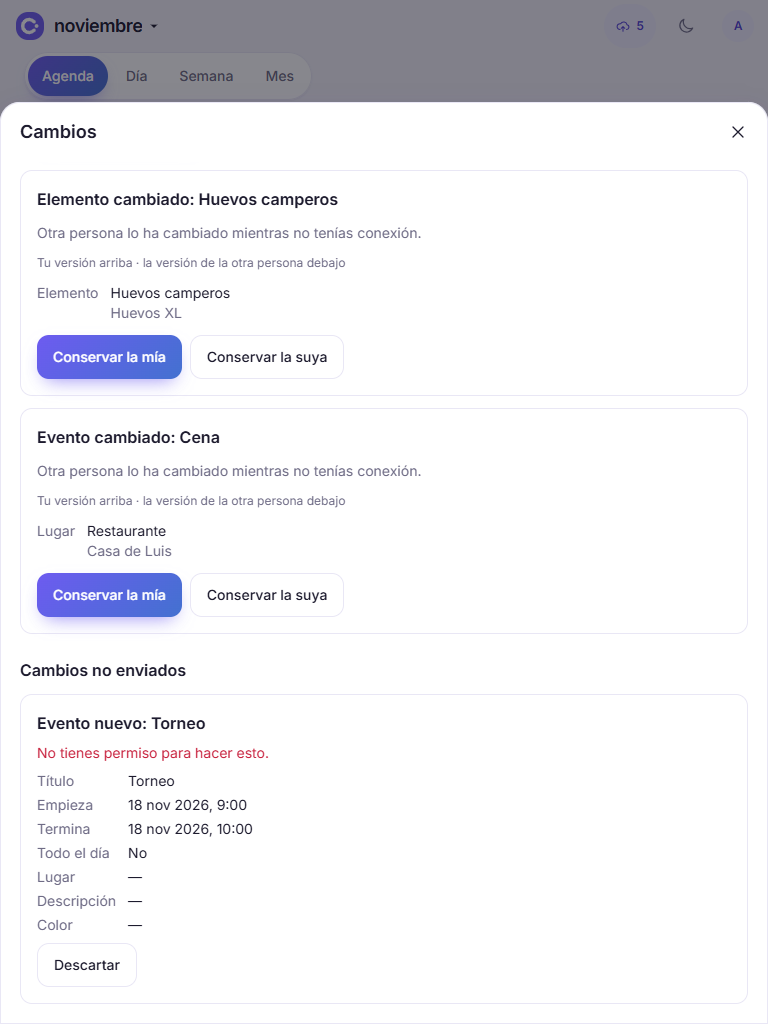 noviembre
5
A
Agenda
Día
Semana
Mes
Cambios
Elemento cambiado: Huevos camperos
Otra persona lo ha cambiado mientras no tenías conexión.
Tu versión arriba · la versión de la otra persona debajo
Elemento Huevos camperos
Huevos XL
Conservar la mía
Conservar la suya
Evento cambiado: Cena
Otra persona lo ha cambiado mientras no tenías conexión.
Tu versión arriba · la versión de la otra persona debajo
Lugar Restaurante
Casa de Luis
Conservar la mía
Conservar la suya
Cambios no enviados
Evento nuevo: Torneo
No tienes permiso para hacer esto.
Título Torneo
Empieza 18 nov 2026, 9:00
Termina 18 nov 2026, 10:00
Todo el día No
Lugar —
Descripción —
Color —
Descartar